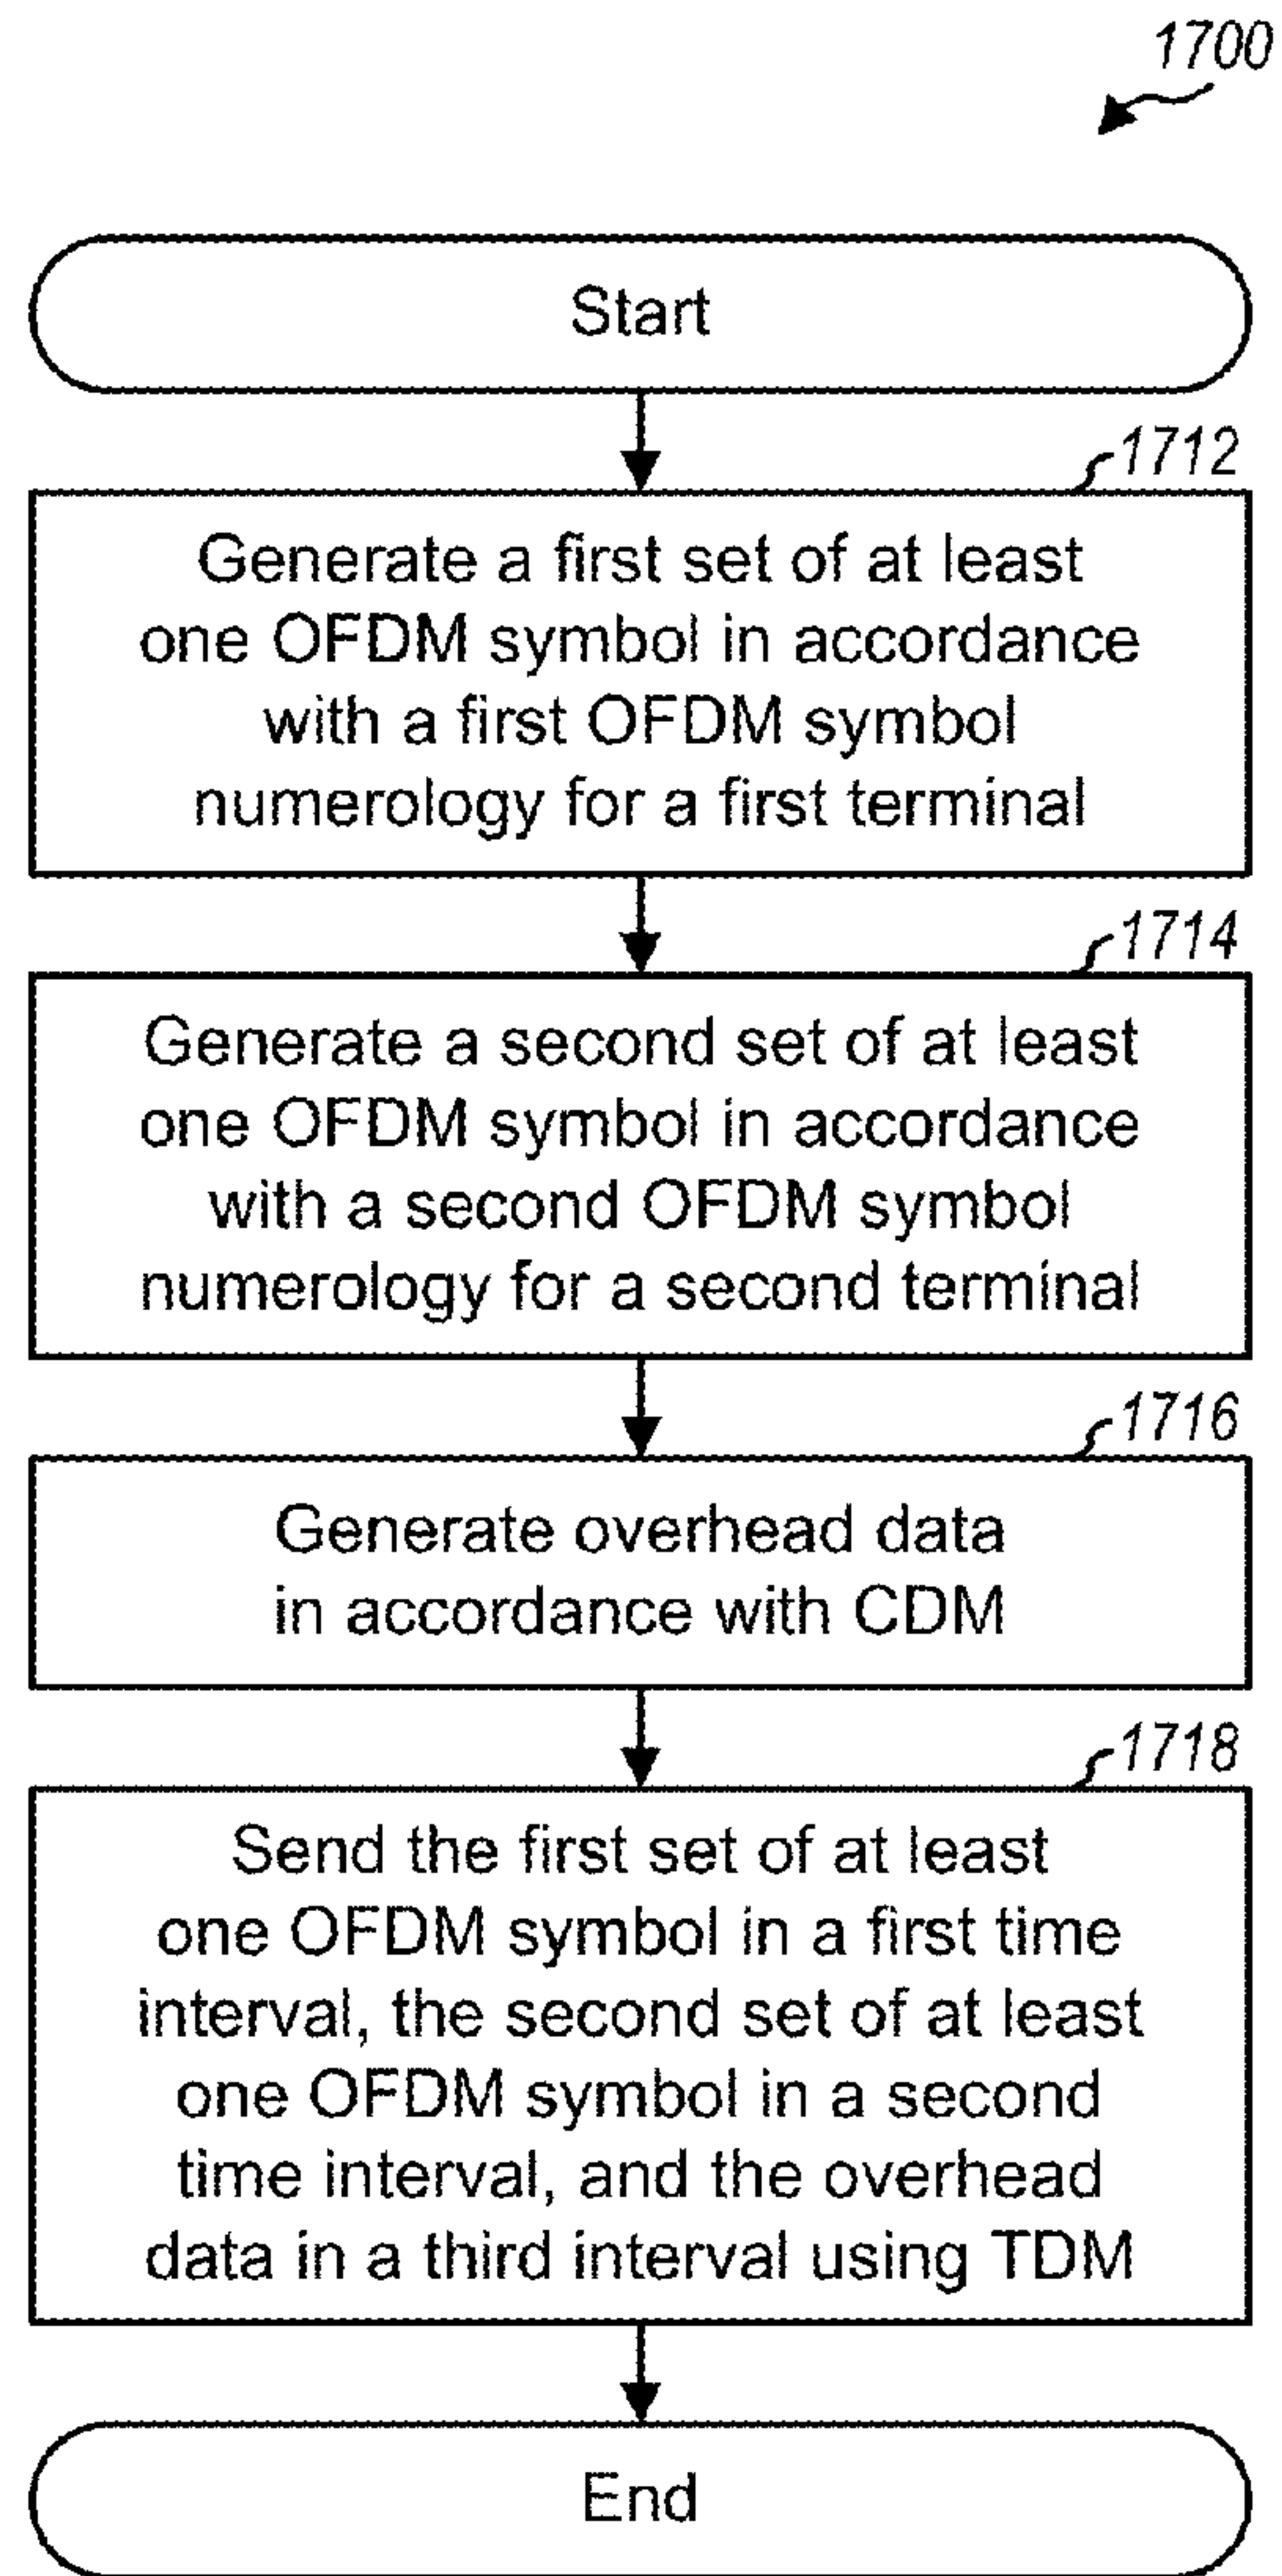 1700
Start
1712
Generate a first set of at least
one OFDM symbol in accordance
with a first OFDM symbol
numerology for a first terminal
1714
Generate a second set of at least
one OFDM symbol in accordance
with a second OFDM symbol
numerology for a second terminal
1716
Generate overhead data
in accordance with CDM
1718
Send the first set of at least
one OFDM symbol in a first time
interval, the second set of at least
one OFDM symbol in a second
time interval, and the overhead
data in a third interval using TDM
End